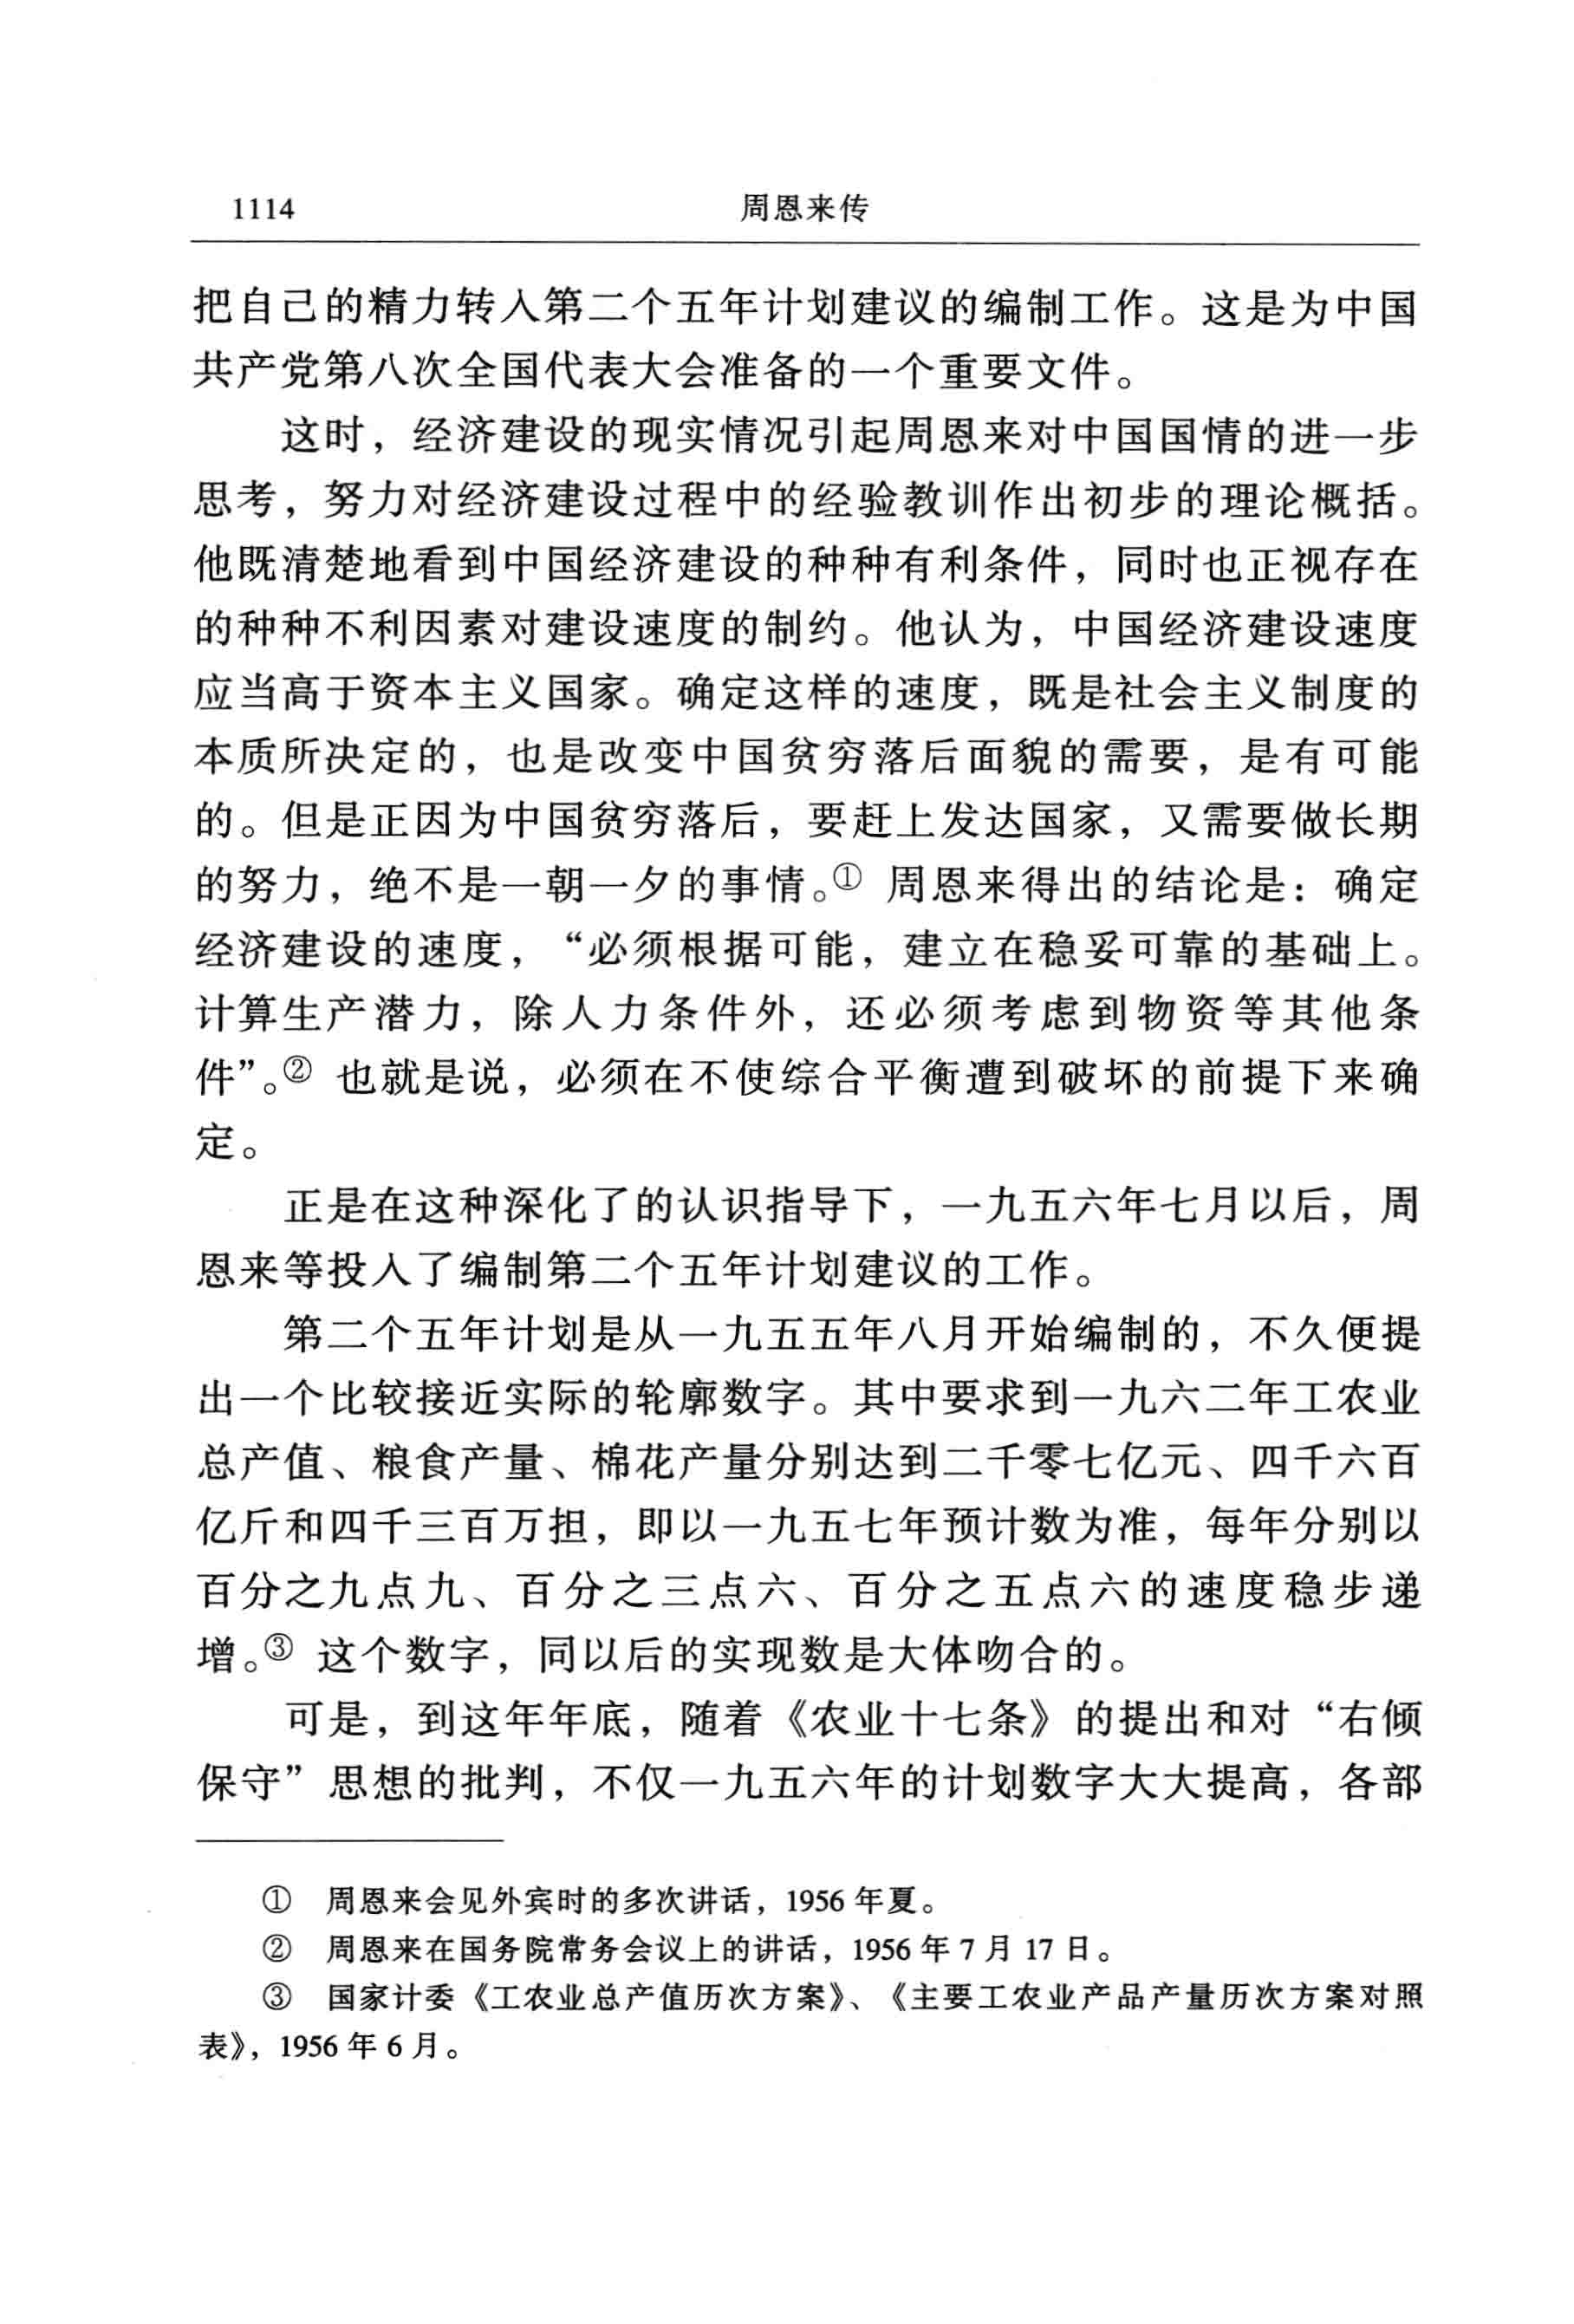 1114 周恩来传
把自己的精力转入第二个五年计划建议的编制工作。这是为中国
共产党第八次全国代表大会准备的一个重要文件。
这时，经济建设的现实情况引起周恩来对中国国情的进一步
思考，努力对经济建设过程中的经验教训作出初步的理论概括。
他既清楚地看到中国经济建设的种种有利条件，同时也正视存在
的种种不利因素对建设速度的制约。他认为，中国经济建设速度
应当高于资本主义国家。确定这样的速度，既是社会主义制度的
本质所决定的，也是改变中国贫穷落后面貌的需要，是有可能
的。但是正因为中国贫穷落后，要赶上发达国家，又需要做长期
的努力，绝不是一朝一夕的事情。① 周恩来得出的结论是：确定
经济建设的速度，“必须根据可能，建立在稳妥可靠的基础上。
计算生产潜力，除人力条件外，还必须考虑到物资等其他条
件”。② 也就是说，必须在不使综合平衡遭到破坏的前提下来确
定。
正是在这种深化了的认识指导下，一九五六年七月以后，周
恩来等投入了编制第二个五年计划建议的工作。
第二个五年计划是从一九五五年八月开始编制的，不久便提
出一个比较接近实际的轮廓数字。其中要求到一九六二年工农业
总产值、粮食产量、棉花产量分别达到二千零七亿元、四千六百
亿斤和四千三百万担，即以一九五七年预计数为准，每年分别以
百分之九点九、百分之三点六、百分之五点六的速度稳步递
增。③ 这个数字，同以后的实现数是大体吻合的。
可是，到这年年底，随着《农业十七条》的提出和对“右倾
保守”思想的批判，不仅一九五六年的计划数字大大提高，各部
① 周恩来会见外宾时的多次讲话，1956 年夏。
② 周恩来在国务院常务会议上的讲话，1956 年 7 月 17 日。
③ 国家计委《工农业总产值历次方案》、《主要工农业产品产量历次方案对照
表》，1956 年 6 月。